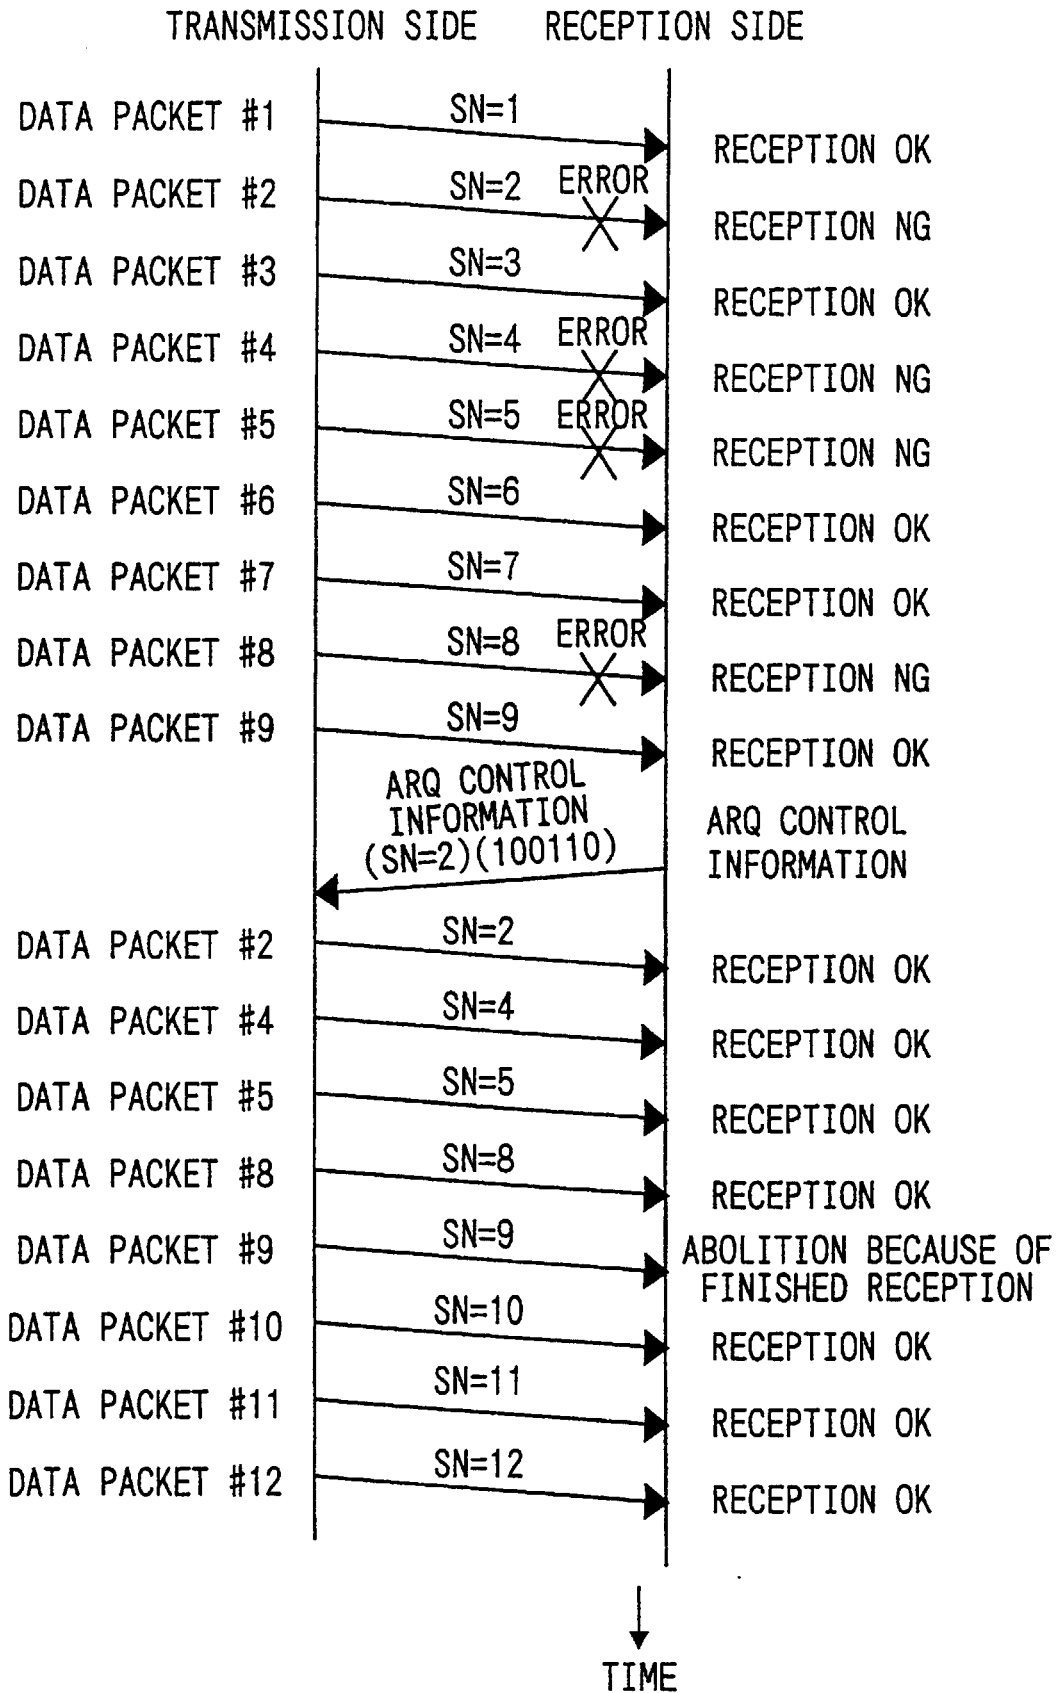 TRANSMISSION SIDE RECEPTION SIDE
DATA PACKET #1 SN=1 RECEPTION OK
DATA PACKET #2 SN=2 ERROR RECEPTION NG
DATA PACKET #3 SN=3 RECEPTION OK
DATA PACKET #4 SN=4 ERROR RECEPTION NG
DATA PACKET #5 SN=5 ERROR RECEPTION NG
DATA PACKET #6 SN=6 RECEPTION OK
DATA PACKET #7 SN=7 RECEPTION OK
DATA PACKET #8 SN=8 ERROR RECEPTION NG
DATA PACKET #9 SN=9 RECEPTION OK
ARQ CONTROL
INFORMATION
(SN=2)(100110)
ARQ CONTROL
INFORMATION
DATA PACKET #2 SN=2 RECEPTION OK
DATA PACKET #4 SN=4 RECEPTION OK
DATA PACKET #5 SN=5 RECEPTION OK
DATA PACKET #8 SN=8 RECEPTION OK
DATA PACKET #9 SN=9 ABOLITION BECAUSE OF
FINISHED RECEPTION
DATA PACKET #10 SN=10 RECEPTION OK
DATA PACKET #11 SN=11 RECEPTION OK
DATA PACKET #12 SN=12 RECEPTION OK
TIME